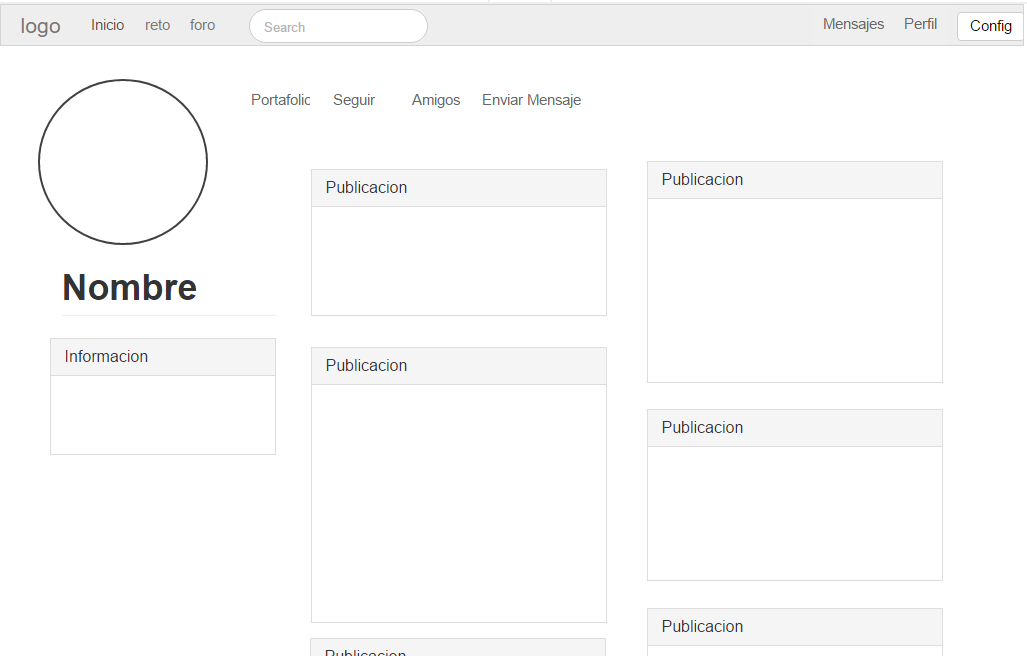 logo Inicio reto foro Search Mensajes Perfil Config
Portafolic Seguir Amigos Enviar Mensaje
Nombre
Informacion
Publicacion
Publicacion
Publicacion
Publicacion
Publicacion
Publicacion